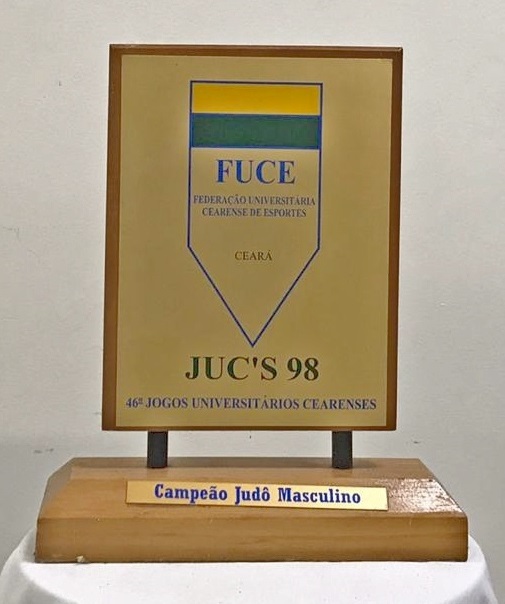 FUCE
FEDERAÇÃO UNIVERSITÁRIA
CEARENSE DE ESPORTES
CEARÁ
JUC'S 98
46º JOGOS UNIVERSITÁRIOS CEARENSES
Campeão Judô Masculino